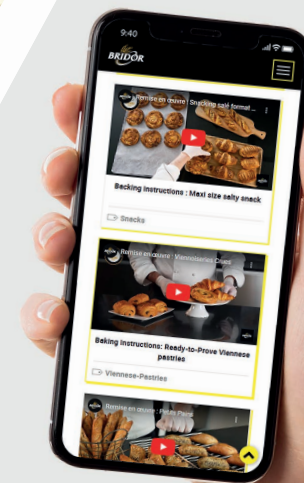 9:40
BRIDOR
Remise en œuvre : Snacking salé format ...
Backing Instructions : Maxi size salty snack
Snacks
Remise en œuvre : Viennoiseries Crues
Baking Instructions: Ready-to-Prove Viennese
pastries
Viennese-Pastries
Remise en œuvre : Petits Pains